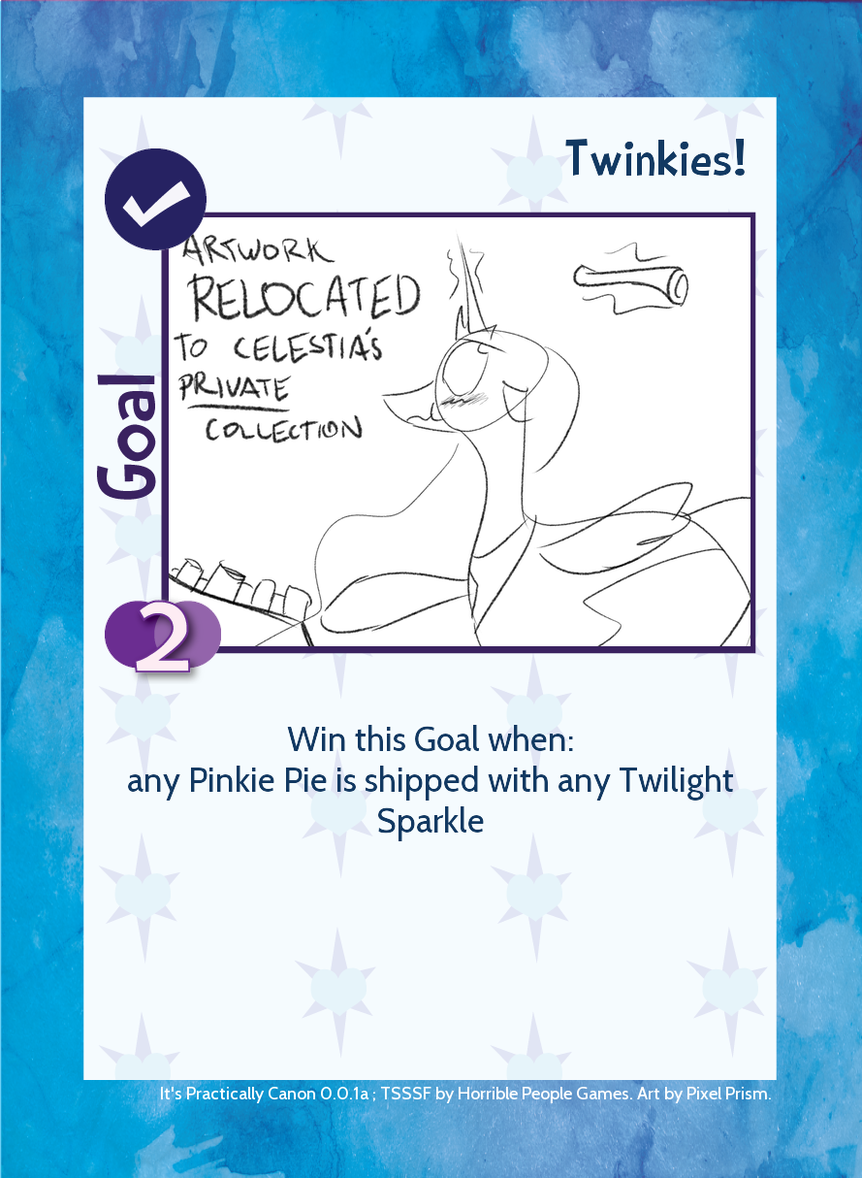 Twinkies!
ARTWORK
RELOCATED
TO CELESTIA'S
PRIVATE
COLLECTION
Goal
2
Win this Goal when:
any Pinkie Pie is shipped with any Twilight
Sparkle
It's Practically Canon 0.0.1a ; TSSSF by Horrible People Games. Art by Pixel Prism.